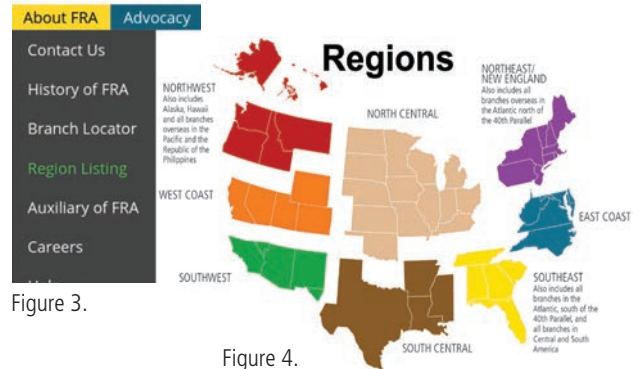 About FRA
Advocacy
Contact Us
History of FRA
Branch Locator
Region Listing
Auxiliary of FRA
Careers
Figure 3.
Regions
NORTHWEST
Also includes
Alaska, Hawaii
and all branches
overseas in the
Pacific and the
Republic of the
Philippines
NORTH CENTRAL
NORTHEAST/
NEW ENGLAND
Also includes all
branches overseas in
the Atlantic north of
the 40th Parallel
WEST COAST
EAST COAST
SOUTHWEST
SOUTHEAST
Also includes all
branches in the
Atlantic, south of the
40th Parallel, and
all branches in
Central and South
America
SOUTH CENTRAL
Figure 4.